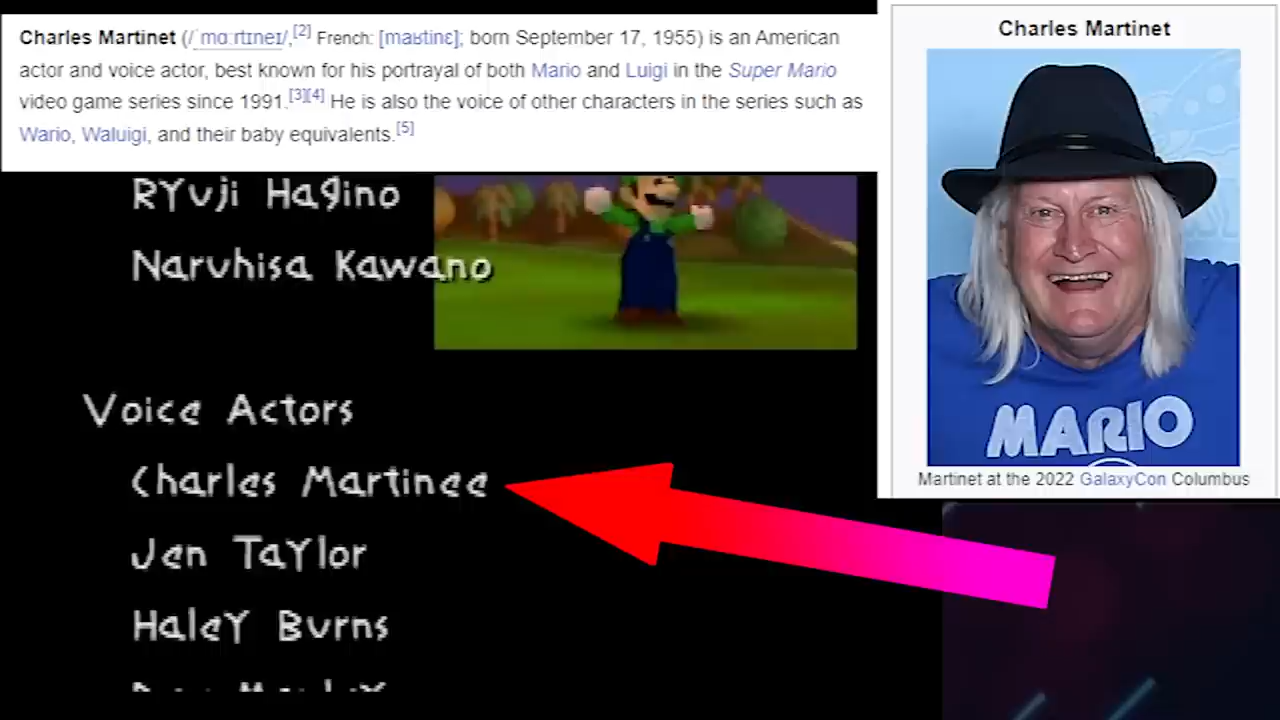 Charles Martinet (/ˈmɑːrtɪneɪ/,[2] French: [maʁtinɛ]; born September 17, 1955) is an American
actor and voice actor, best known for his portrayal of both Mario and Luigi in the Super Mario
video game series since 1991.[3][4] He is also the voice of other characters in the series such as
Wario, Waluigi, and their baby equivalents.[5]
Charles Martinet
MARIO
Martinet at the 2022 GalaxyCon Columbus
Ryuji Hagino
Naruhisa Kawano
Voice Actors
Charles Martinee
Jen Taylor
Haley Burns